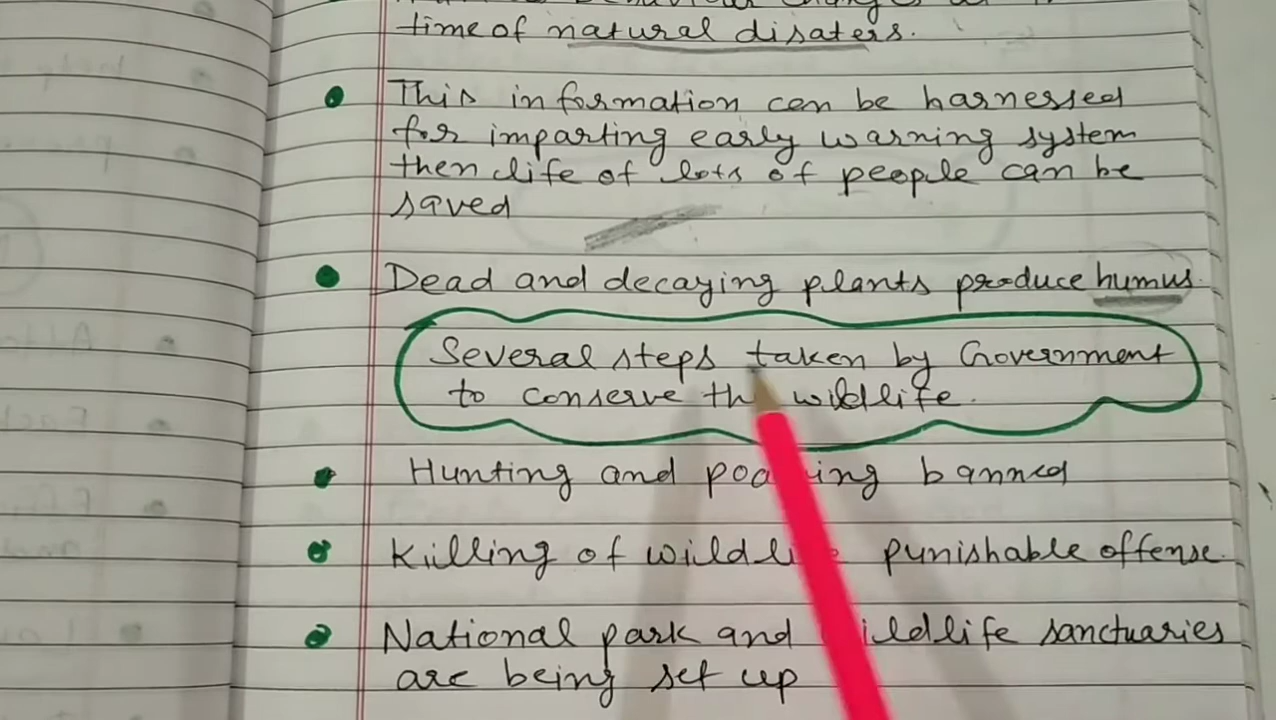 time of natural disaters.
This information can be harnessed
for imparting early warning system
then life of lots of people can be
saved
Dead and decaying plants produce humus.
Several steps taken by Government
to conserve th wildlife.
Hunting and poaching banned
Killing of wildlife punishable offense.
National park and wildlife sanctuaries
are being set up